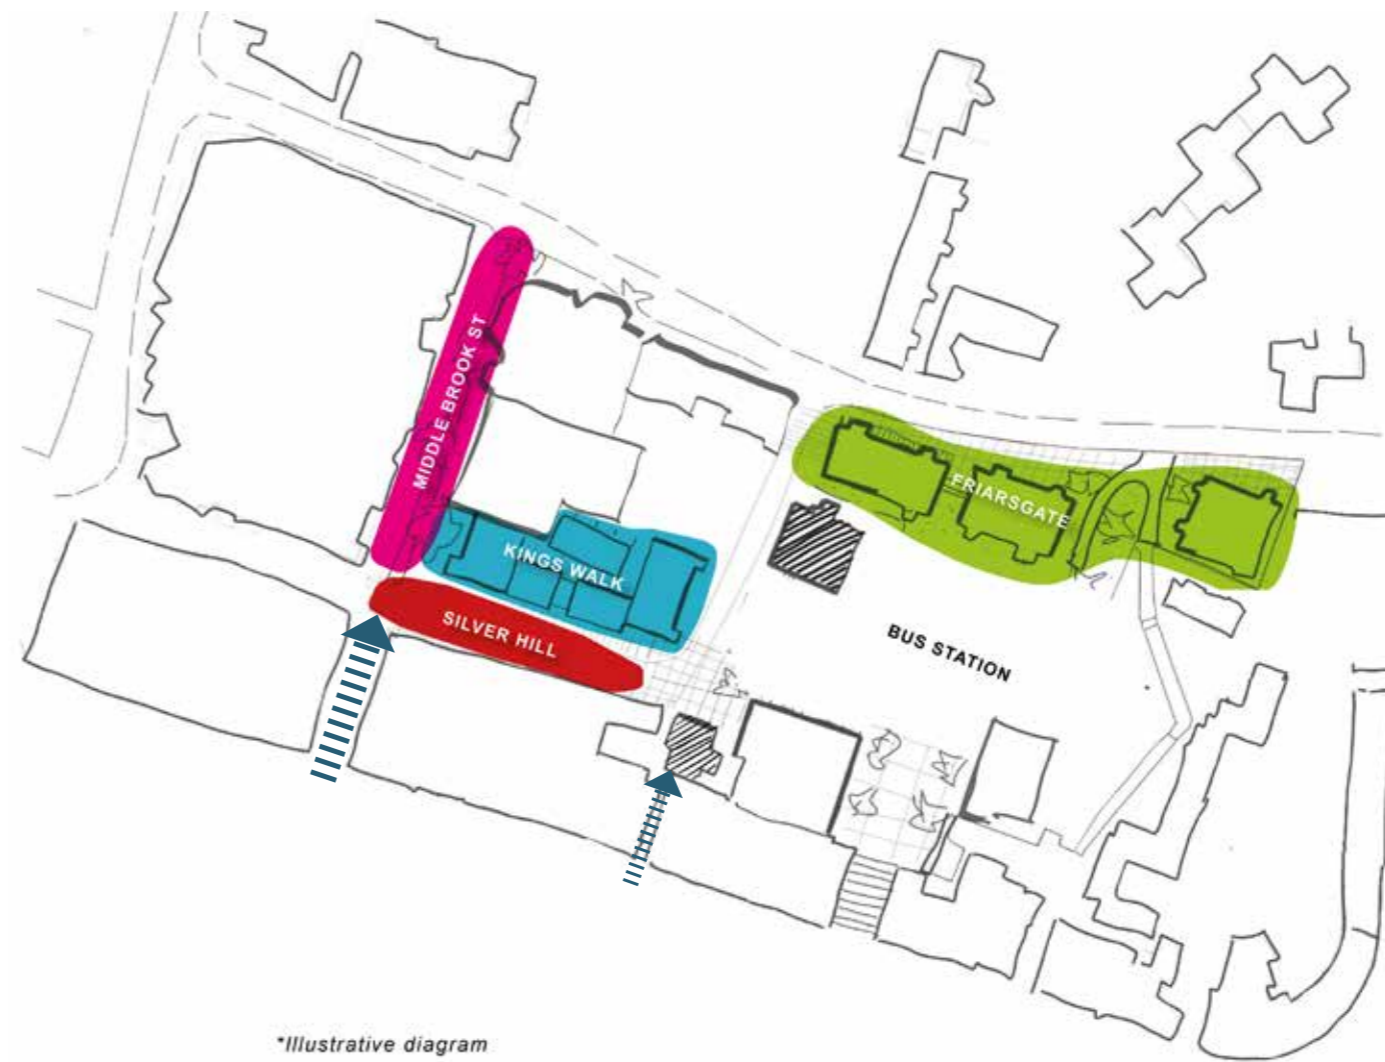 MIDDLE BROOK ST
FRIARSGATE
KINGS WALK
SILVER HILL
BUS STATION
*Illustrative diagram